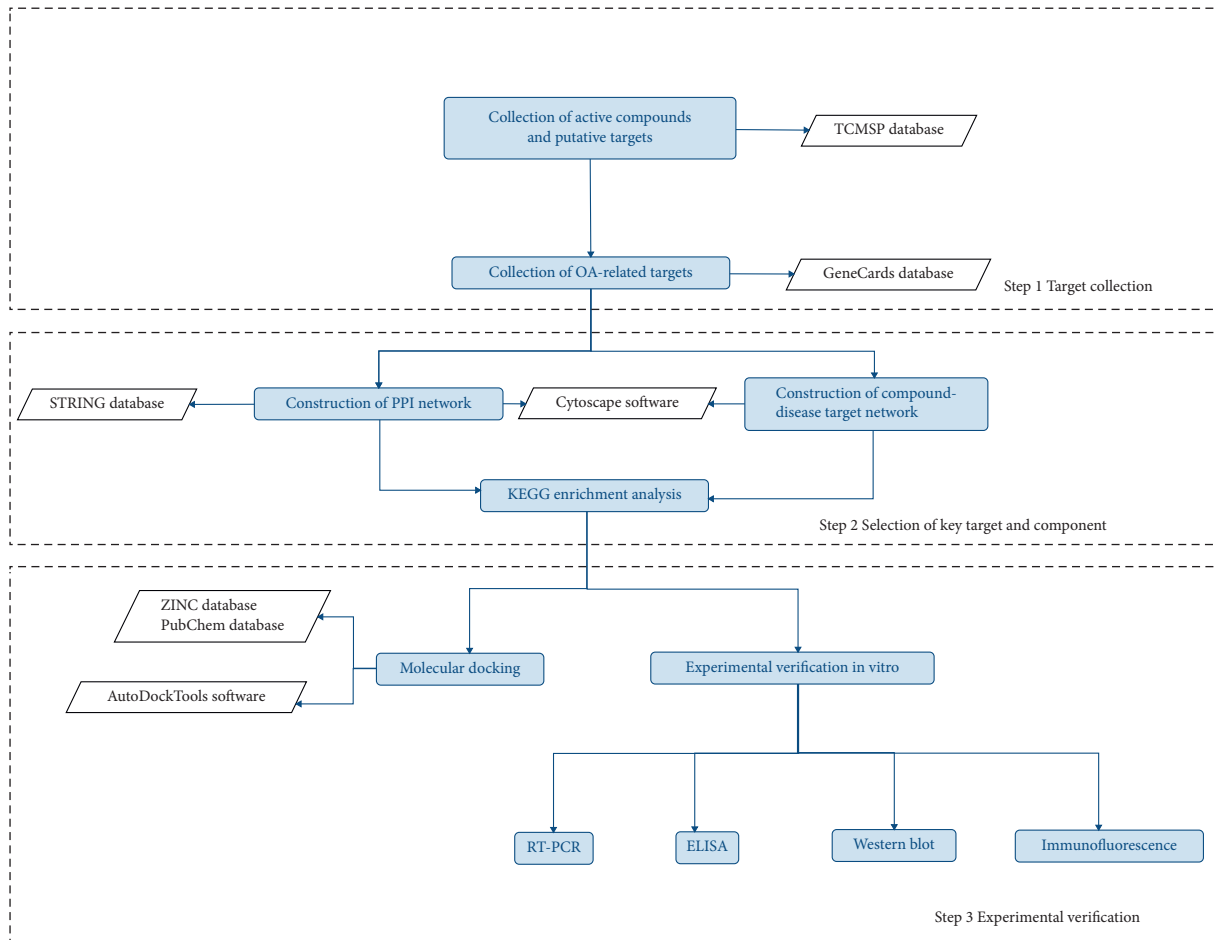 Collection of active compounds
and putative targets
TCMSP database
Collection of OA-related targets
GeneCards database
Step 1 Target collection
STRING database
Construction of PPI network
Cytoscape software
Construction of compound-
disease target network
KEGG enrichment analysis
Step 2 Selection of key target and component
ZINC database
PubChem database
Molecular docking
Experimental verification in vitro
AutoDockTools software
RT-PCR
ELISA
Western blot
Immunofluorescence
Step 3 Experimental verification